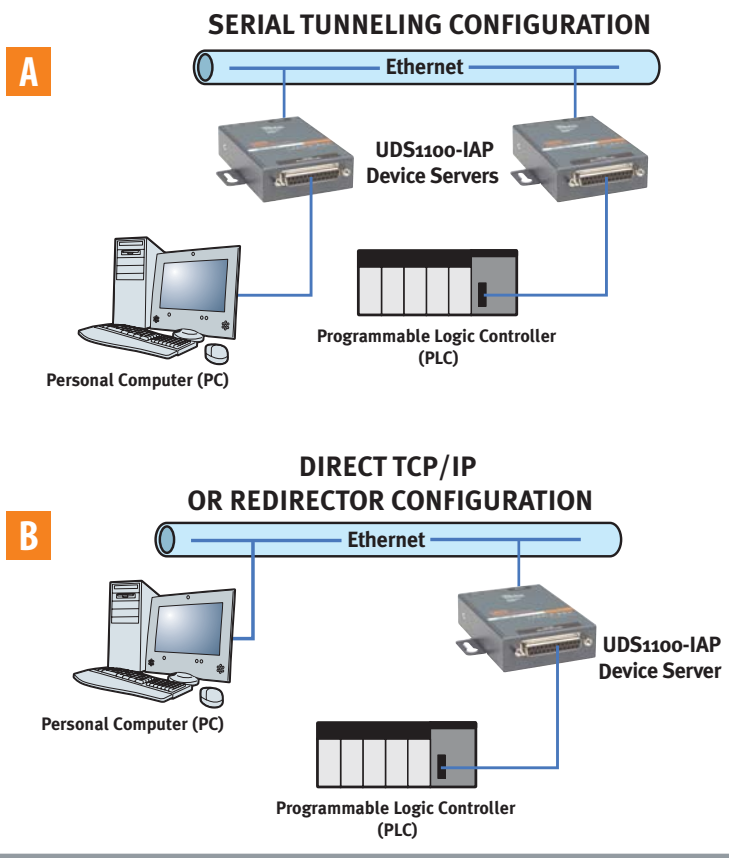 SERIAL TUNNELING CONFIGURATION
A
Ethernet
UDS1100-IAP
Device Servers
Programmable Logic Controller
(PLC)
Personal Computer (PC)
DIRECT TCP/IP
OR REDIRECTOR CONFIGURATION
B
Ethernet
UDS1100-IAP
Device Server
Personal Computer (PC)
Programmable Logic Controller
(PLC)